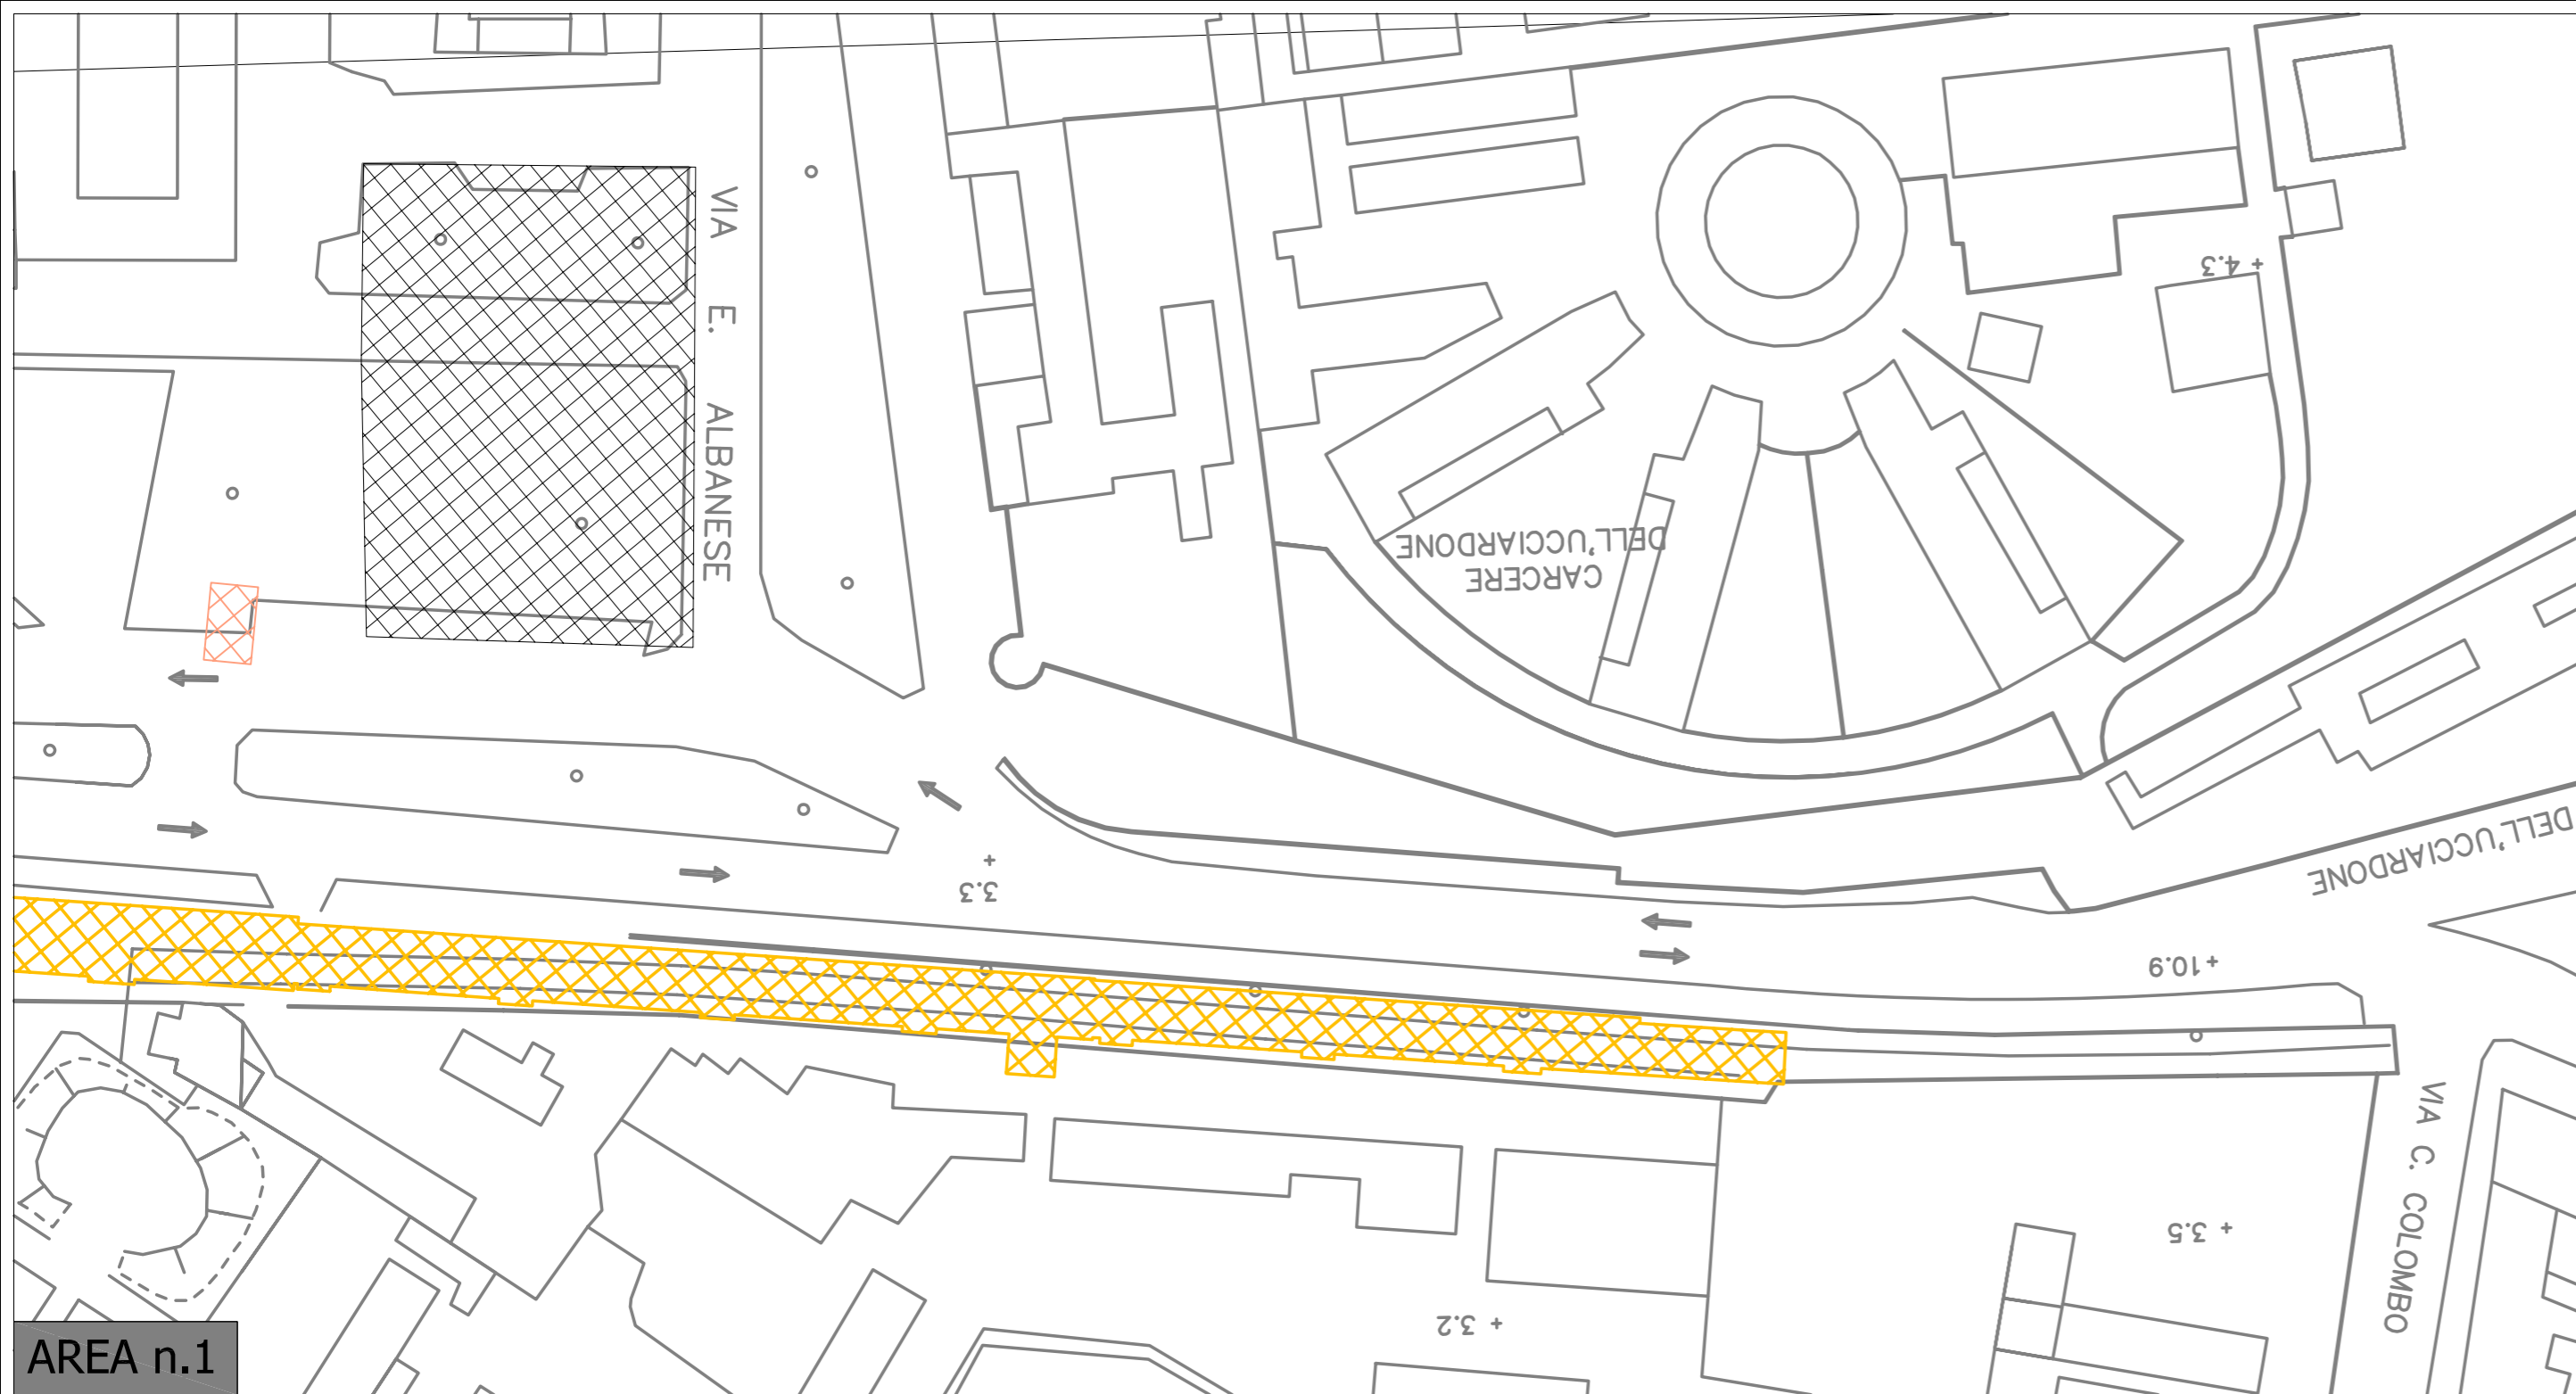 VIA E. ALBANESE
+ 4.3
CARCERE
DELL'UCCIARDONE
DELL'UCCIARDONE
+ 3.3
+10.9
VIA C. COLOMBO
+ 3.5
+ 3.2
AREA n.1